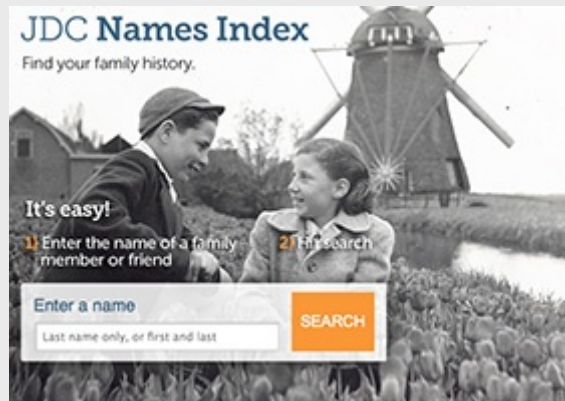 JDC Names Index
Find your family history.
It's easy!
1) Enter the name of a family
member or friend
2) Hit search
Enter a name
Last name only, or first and last
SEARCH